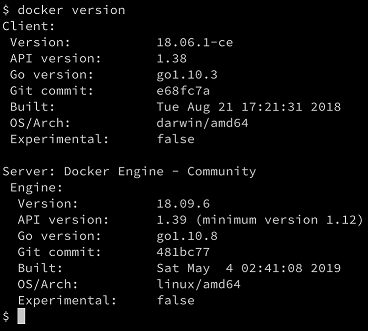 $ docker version
Client:
 Version:           18.06.1-ce
 API version:       1.38
 Go version:        go1.10.3
 Git commit:        e68fc7a
 Built:             Tue Aug 21 17:21:31 2018
 OS/Arch:           darwin/amd64
 Experimental:      false

Server: Docker Engine - Community
 Engine:
  Version:          18.09.6
  API version:      1.39 (minimum version 1.12)
  Go version:       go1.10.8
  Git commit:       481bc77
  Built:            Sat May  4 02:41:08 2019
  OS/Arch:          linux/amd64
  Experimental:     false
$